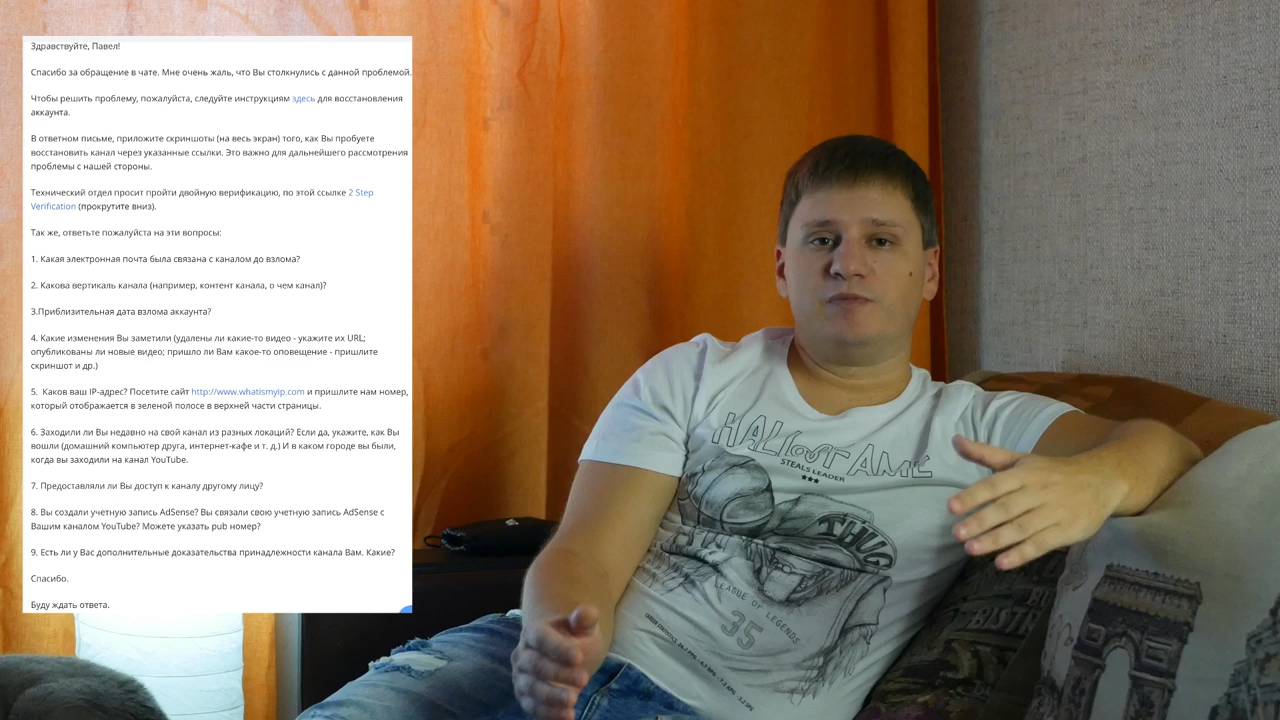 Здравствуйте, Павел!
Спасибо за обращение в чате. Мне очень жаль, что Вы столкнулись с данной проблемой.
Чтобы решить проблему, пожалуйста, следуйте инструкциям здесь для восстановления
аккаунта.
В ответном письме, приложите скриншоты (на весь экран) того, как Вы пробуете
восстановить канал через указанные ссылки. Это важно для дальнейшего рассмотрения
проблемы с нашей стороны.
Технический отдел просит пройти двойную верификацию, по этой ссылке 2 Step
Verification (прокрутите вниз).
Так же, ответьте пожалуйста на эти вопросы:
1. Какая электронная почта была связана с каналом до взлома?
2. Какова вертикаль канала (например, контент канала, о чем канал)?
3.Приблизительная дата взлома аккаунта?
4. Какие изменения Вы заметили (удалены ли какие-то видео - укажите их URL;
опубликованы ли новые видео; пришло ли Вам какое-то оповещение - пришлите
скриншот и др.)
5. Каков ваш IP-адрес? Посетите сайт http://www.whatismyip.com и пришлите нам номер,
который отображается в зеленой полосе в верхней части страницы.
6. Заходили ли Вы недавно на свой канал из разных локаций? Если да, укажите, как Вы
вошли (домашний компьютер друга, интернет-кафе и т. д.) И в каком городе вы были,
когда вы заходили на канал YouTube.
7. Предоставляли ли Вы доступ к каналу другому лицу?
8. Вы создали учетную запись AdSense? Вы связали свою учетную запись AdSense с
Вашим каналом YouTube? Можете указать pub номер?
9. Есть ли у Вас дополнительные доказательства принадлежности канала Вам. Какие?
Спасибо.
Буду ждать ответа.
HALL OF FAME
STEALS LEADER
THUG
LEAGUE OF LEGENDS
35